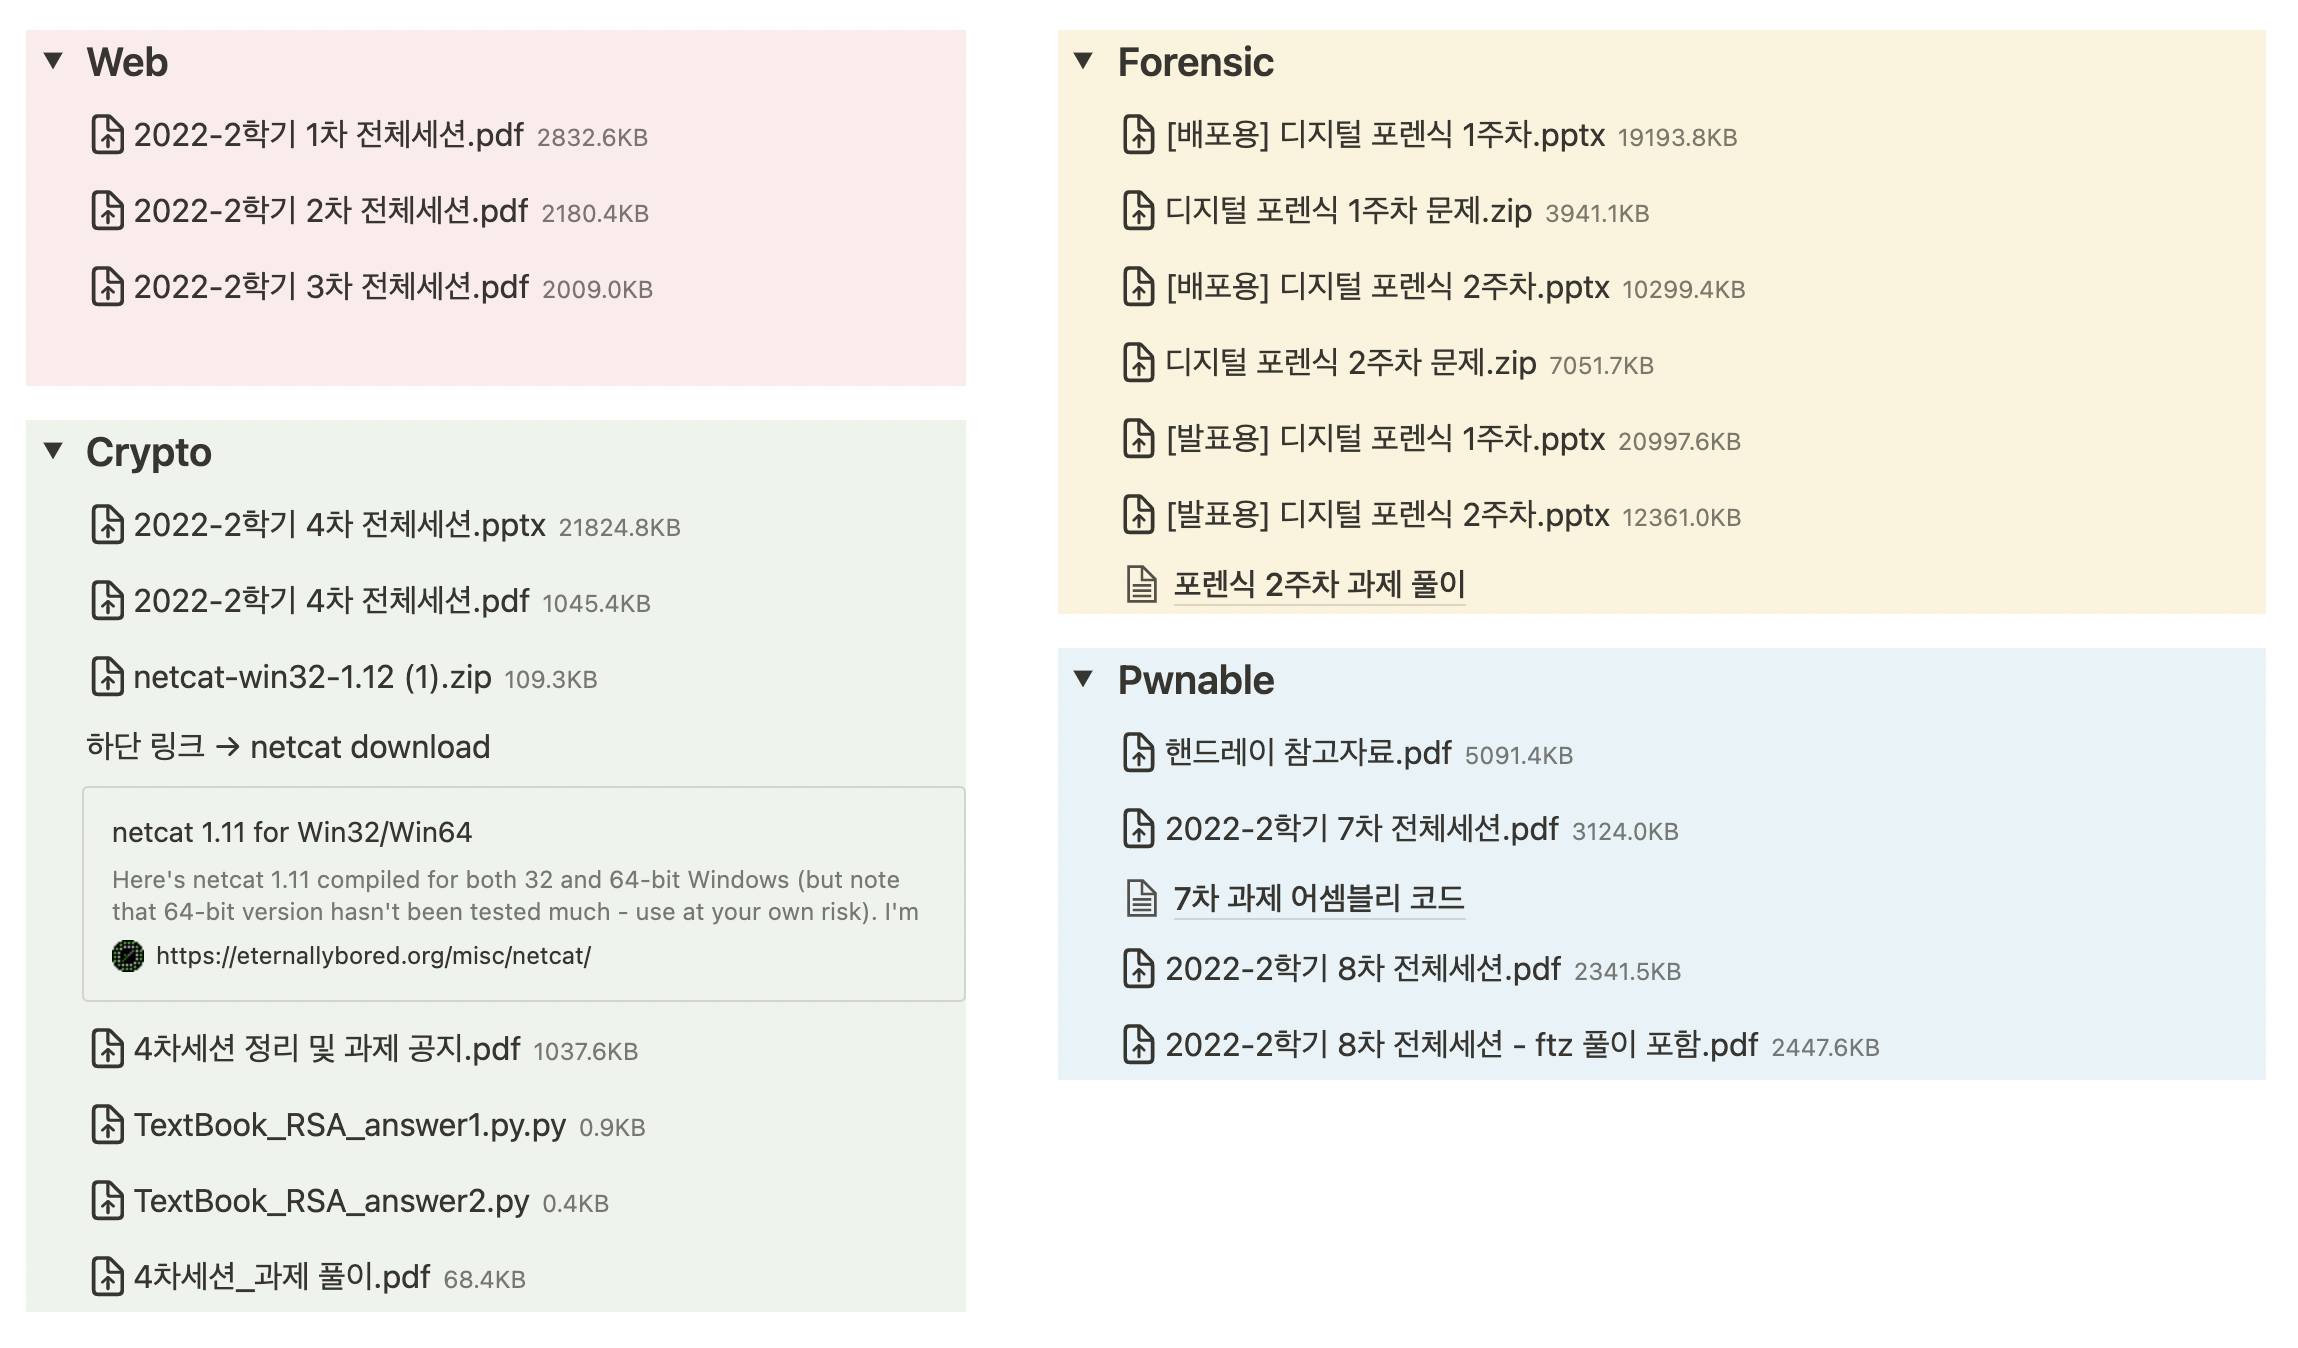 Web
2022-2학기 1차 전체세션.pdf 2832.6KB
2022-2학기 2차 전체세션.pdf 2180.4KB
2022-2학기 3차 전체세션.pdf 2009.0KB
Crypto
2022-2학기 4차 전체세션.pptx 21824.8KB
2022-2학기 4차 전체세션.pdf 1045.4KB
netcat-win32-1.12 (1).zip 109.3KB
하단 링크 → netcat download
netcat 1.11 for Win32/Win64
Here's netcat 1.11 compiled for both 32 and 64-bit Windows (but note
that 64-bit version hasn't been tested much - use at your own risk). I'm
https://eternallybored.org/misc/netcat/
4차세션 정리 및 과제 공지.pdf 1037.6KB
TextBook_RSA_answer1.py.py 0.9KB
TextBook_RSA_answer2.py 0.4KB
4차세션_과제 풀이.pdf 68.4KB
Forensic
[배포용] 디지털 포렌식 1주차.pptx 19193.8KB
디지털 포렌식 1주차 문제.zip 3941.1KB
[배포용] 디지털 포렌식 2주차.pptx 10299.4KB
디지털 포렌식 2주차 문제.zip 7051.7KB
[발표용] 디지털 포렌식 1주차.pptx 20997.6KB
[발표용] 디지털 포렌식 2주차.pptx 12361.0KB
포렌식 2주차 과제 풀이
Pwnable
핸드레이 참고자료.pdf 5091.4KB
2022-2학기 7차 전체세션.pdf 3124.0KB
7차 과제 어셈블리 코드
2022-2학기 8차 전체세션.pdf 2341.5KB
2022-2학기 8차 전체세션 - ftz 풀이 포함.pdf 2447.6KB